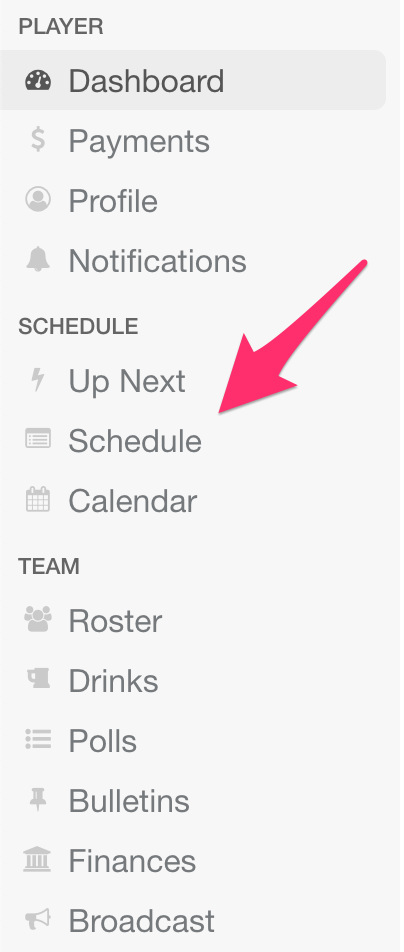 PLAYER
Dashboard
Payments
Profile
Notifications
SCHEDULE
Up Next
Schedule
Calendar
TEAM
Roster
Drinks
Polls
Bulletins
Finances
Broadcast